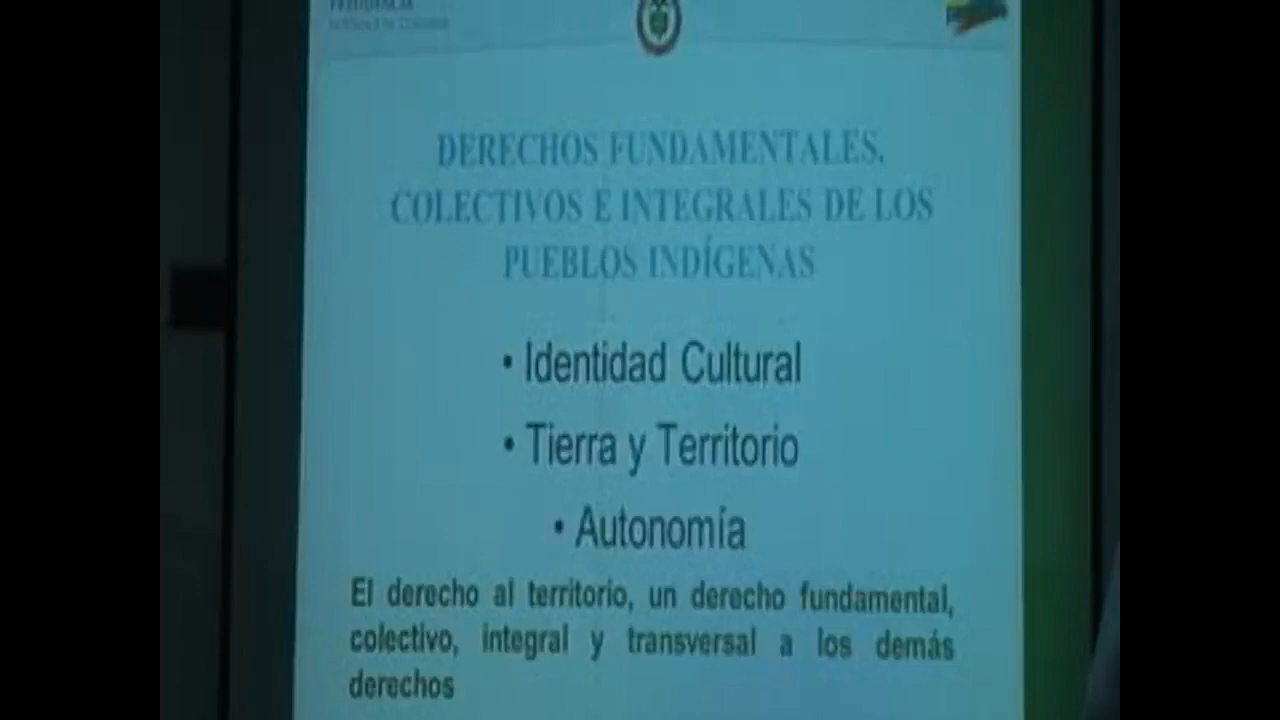 DERECHOS FUNDAMENTALES,
COLECTIVOS E INTEGRALES DE LOS
PUEBLOS INDÍGENAS
• Identidad Cultural
• Tierra y Territorio
• Autonomía
El derecho al territorio, un derecho fundamental,
colectivo, integral y transversal a los demás
derechos